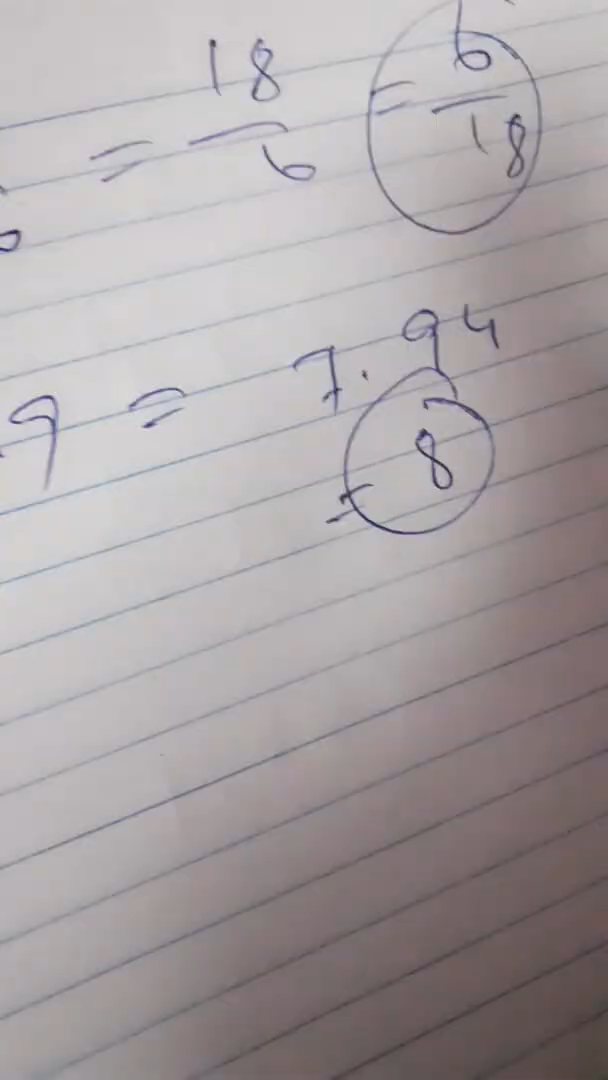 = 18/6 = 6/18
9 = 7.94
= 8